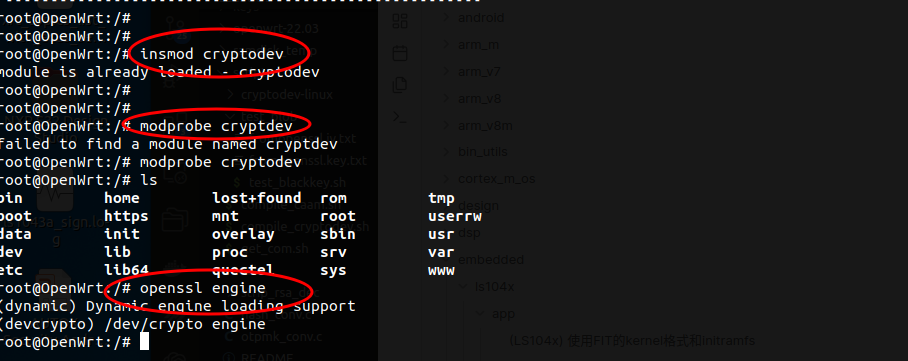 root@OpenWrt:/#
root@OpenWrt:/#
root@OpenWrt:/# insmod cryptodev
module is already loaded - cryptodev
root@OpenWrt:/#
root@OpenWrt:/#
root@OpenWrt:/# modprobe cryptdev
failed to find a module named cryptdev
root@OpenWrt:/# modprobe cryptodev
root@OpenWrt:/# ls
bin home lost+found rom tmp
boot https mnt root userrw
data init overlay sbin usr
dev lib proc srv var
etc lib64 quectel sys www
root@OpenWrt:/# openssl engine
(dynamic) Dynamic engine loading support
(devcrypto) /dev/crypto engine
root@OpenWrt:/#
cryptodev-linux
test_blackkey.sh
otpmk_conv.c
README
android
arm_m
arm_v7
arm_v8
arm_v8m
bin_utils
cortex_m_os
design
dsp
embedded
ls104x
app
(LS104x) 使用FIT的kernel格式和initramfs